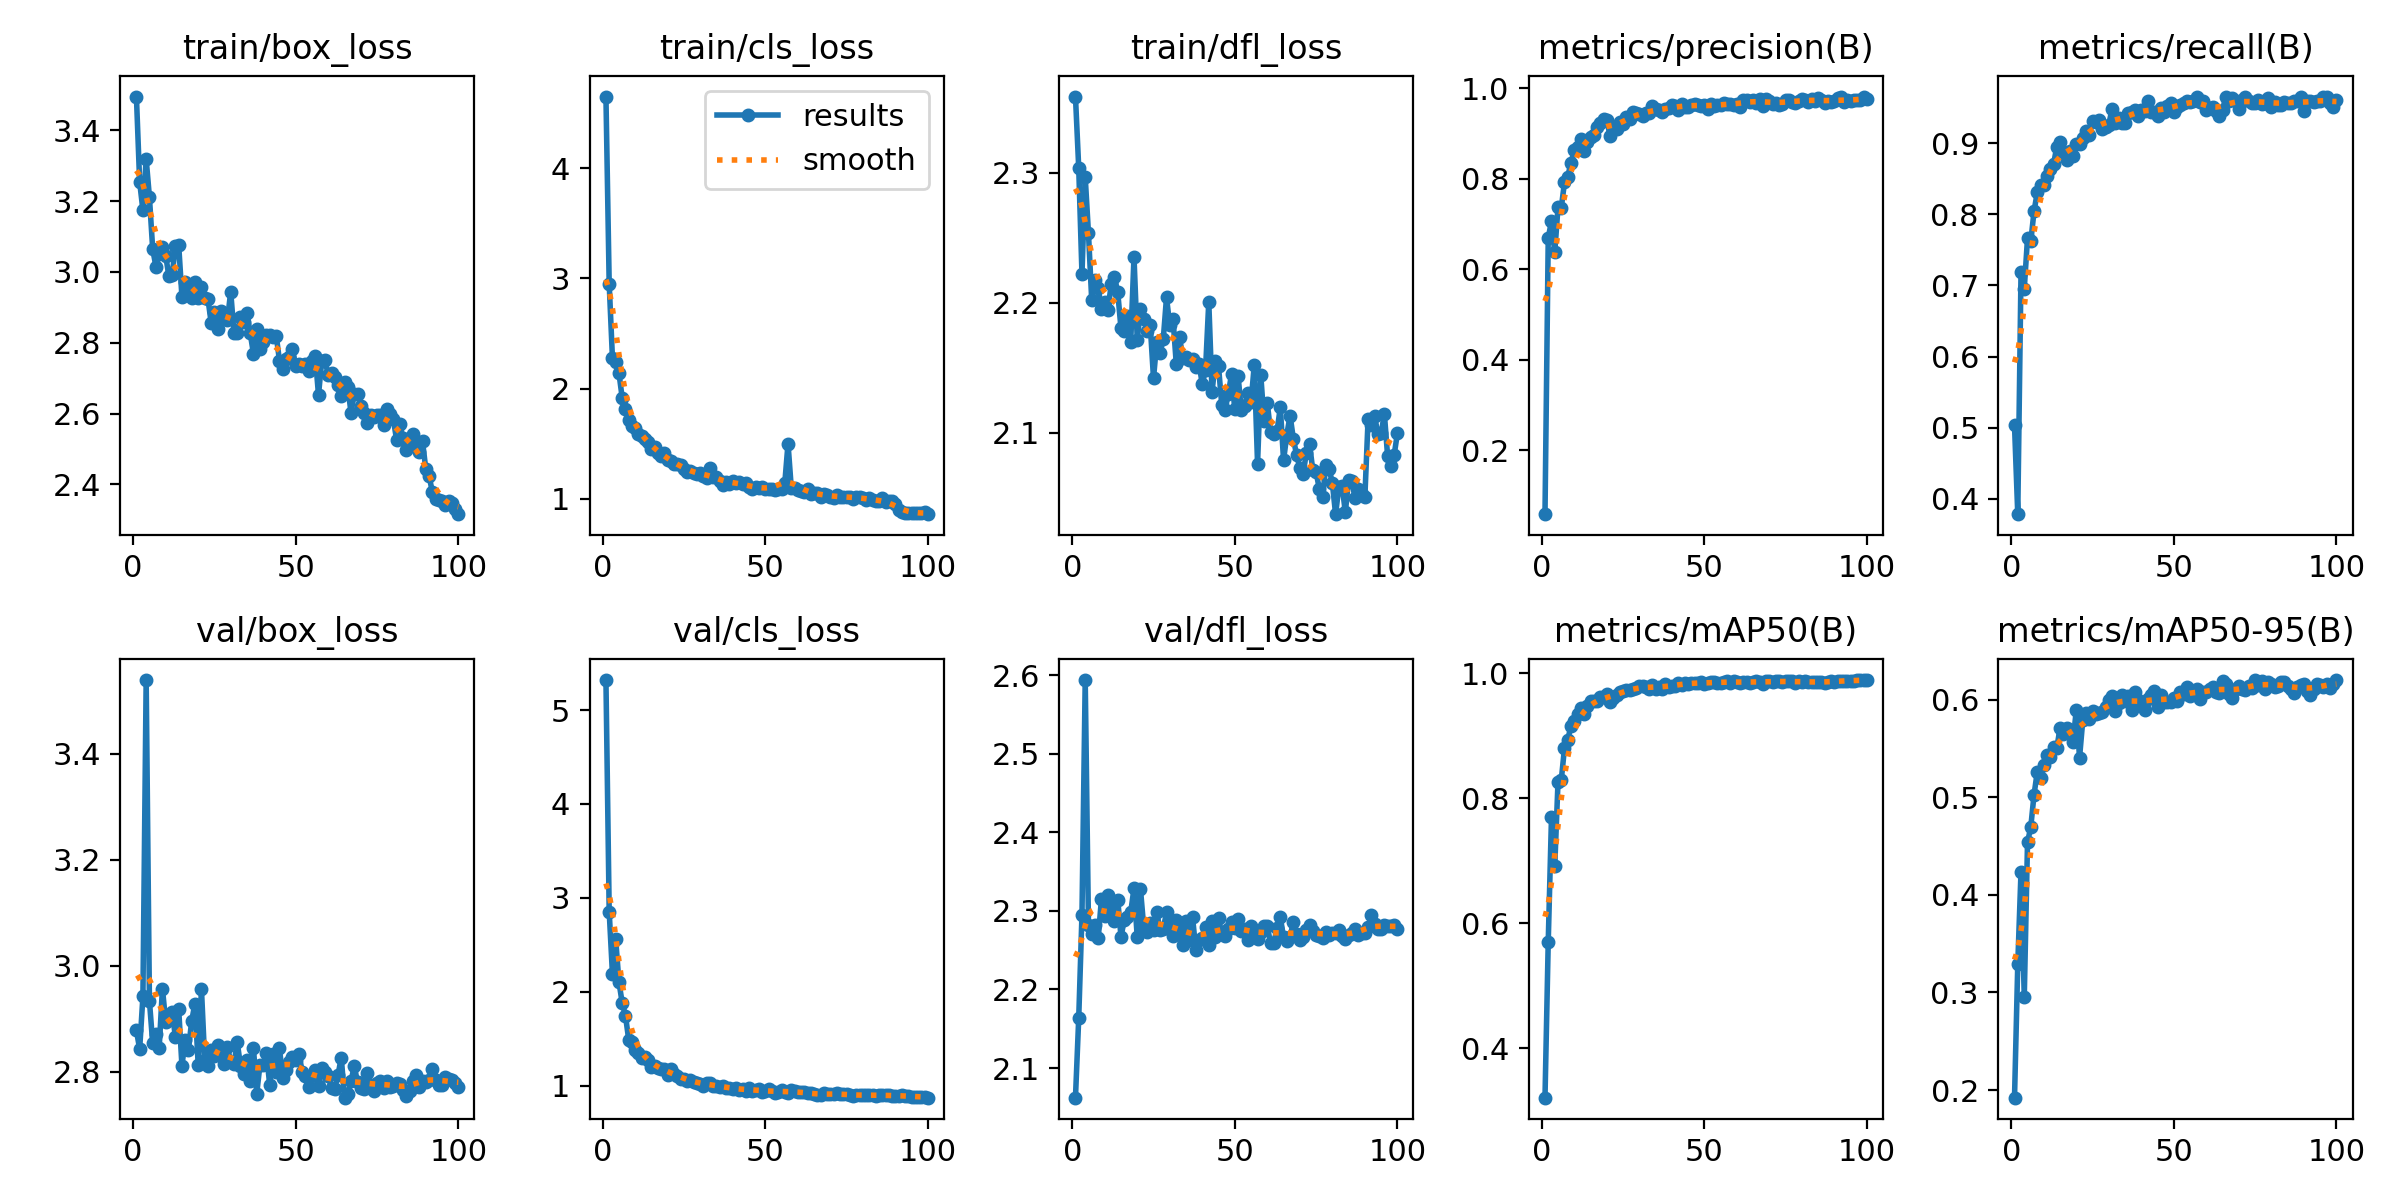 train/box_loss
3.4
3.2
3.0
2.8
2.6
2.4
0 50 100
train/cls_loss
results
smooth
4
3
2
1
0 50 100
train/dfl_loss
2.3
2.2
2.1
0 50 100
metrics/precision(B)
1.0
0.8
0.6
0.4
0.2
0 50 100
metrics/recall(B)
0.9
0.8
0.7
0.6
0.5
0.4
0 50 100
val/box_loss
3.4
3.2
3.0
2.8
0 50 100
val/cls_loss
5
4
3
2
1
0 50 100
val/dfl_loss
2.6
2.5
2.4
2.3
2.2
2.1
0 50 100
metrics/mAP50(B)
1.0
0.8
0.6
0.4
0 50 100
metrics/mAP50-95(B)
0.6
0.5
0.4
0.3
0.2
0 50 100